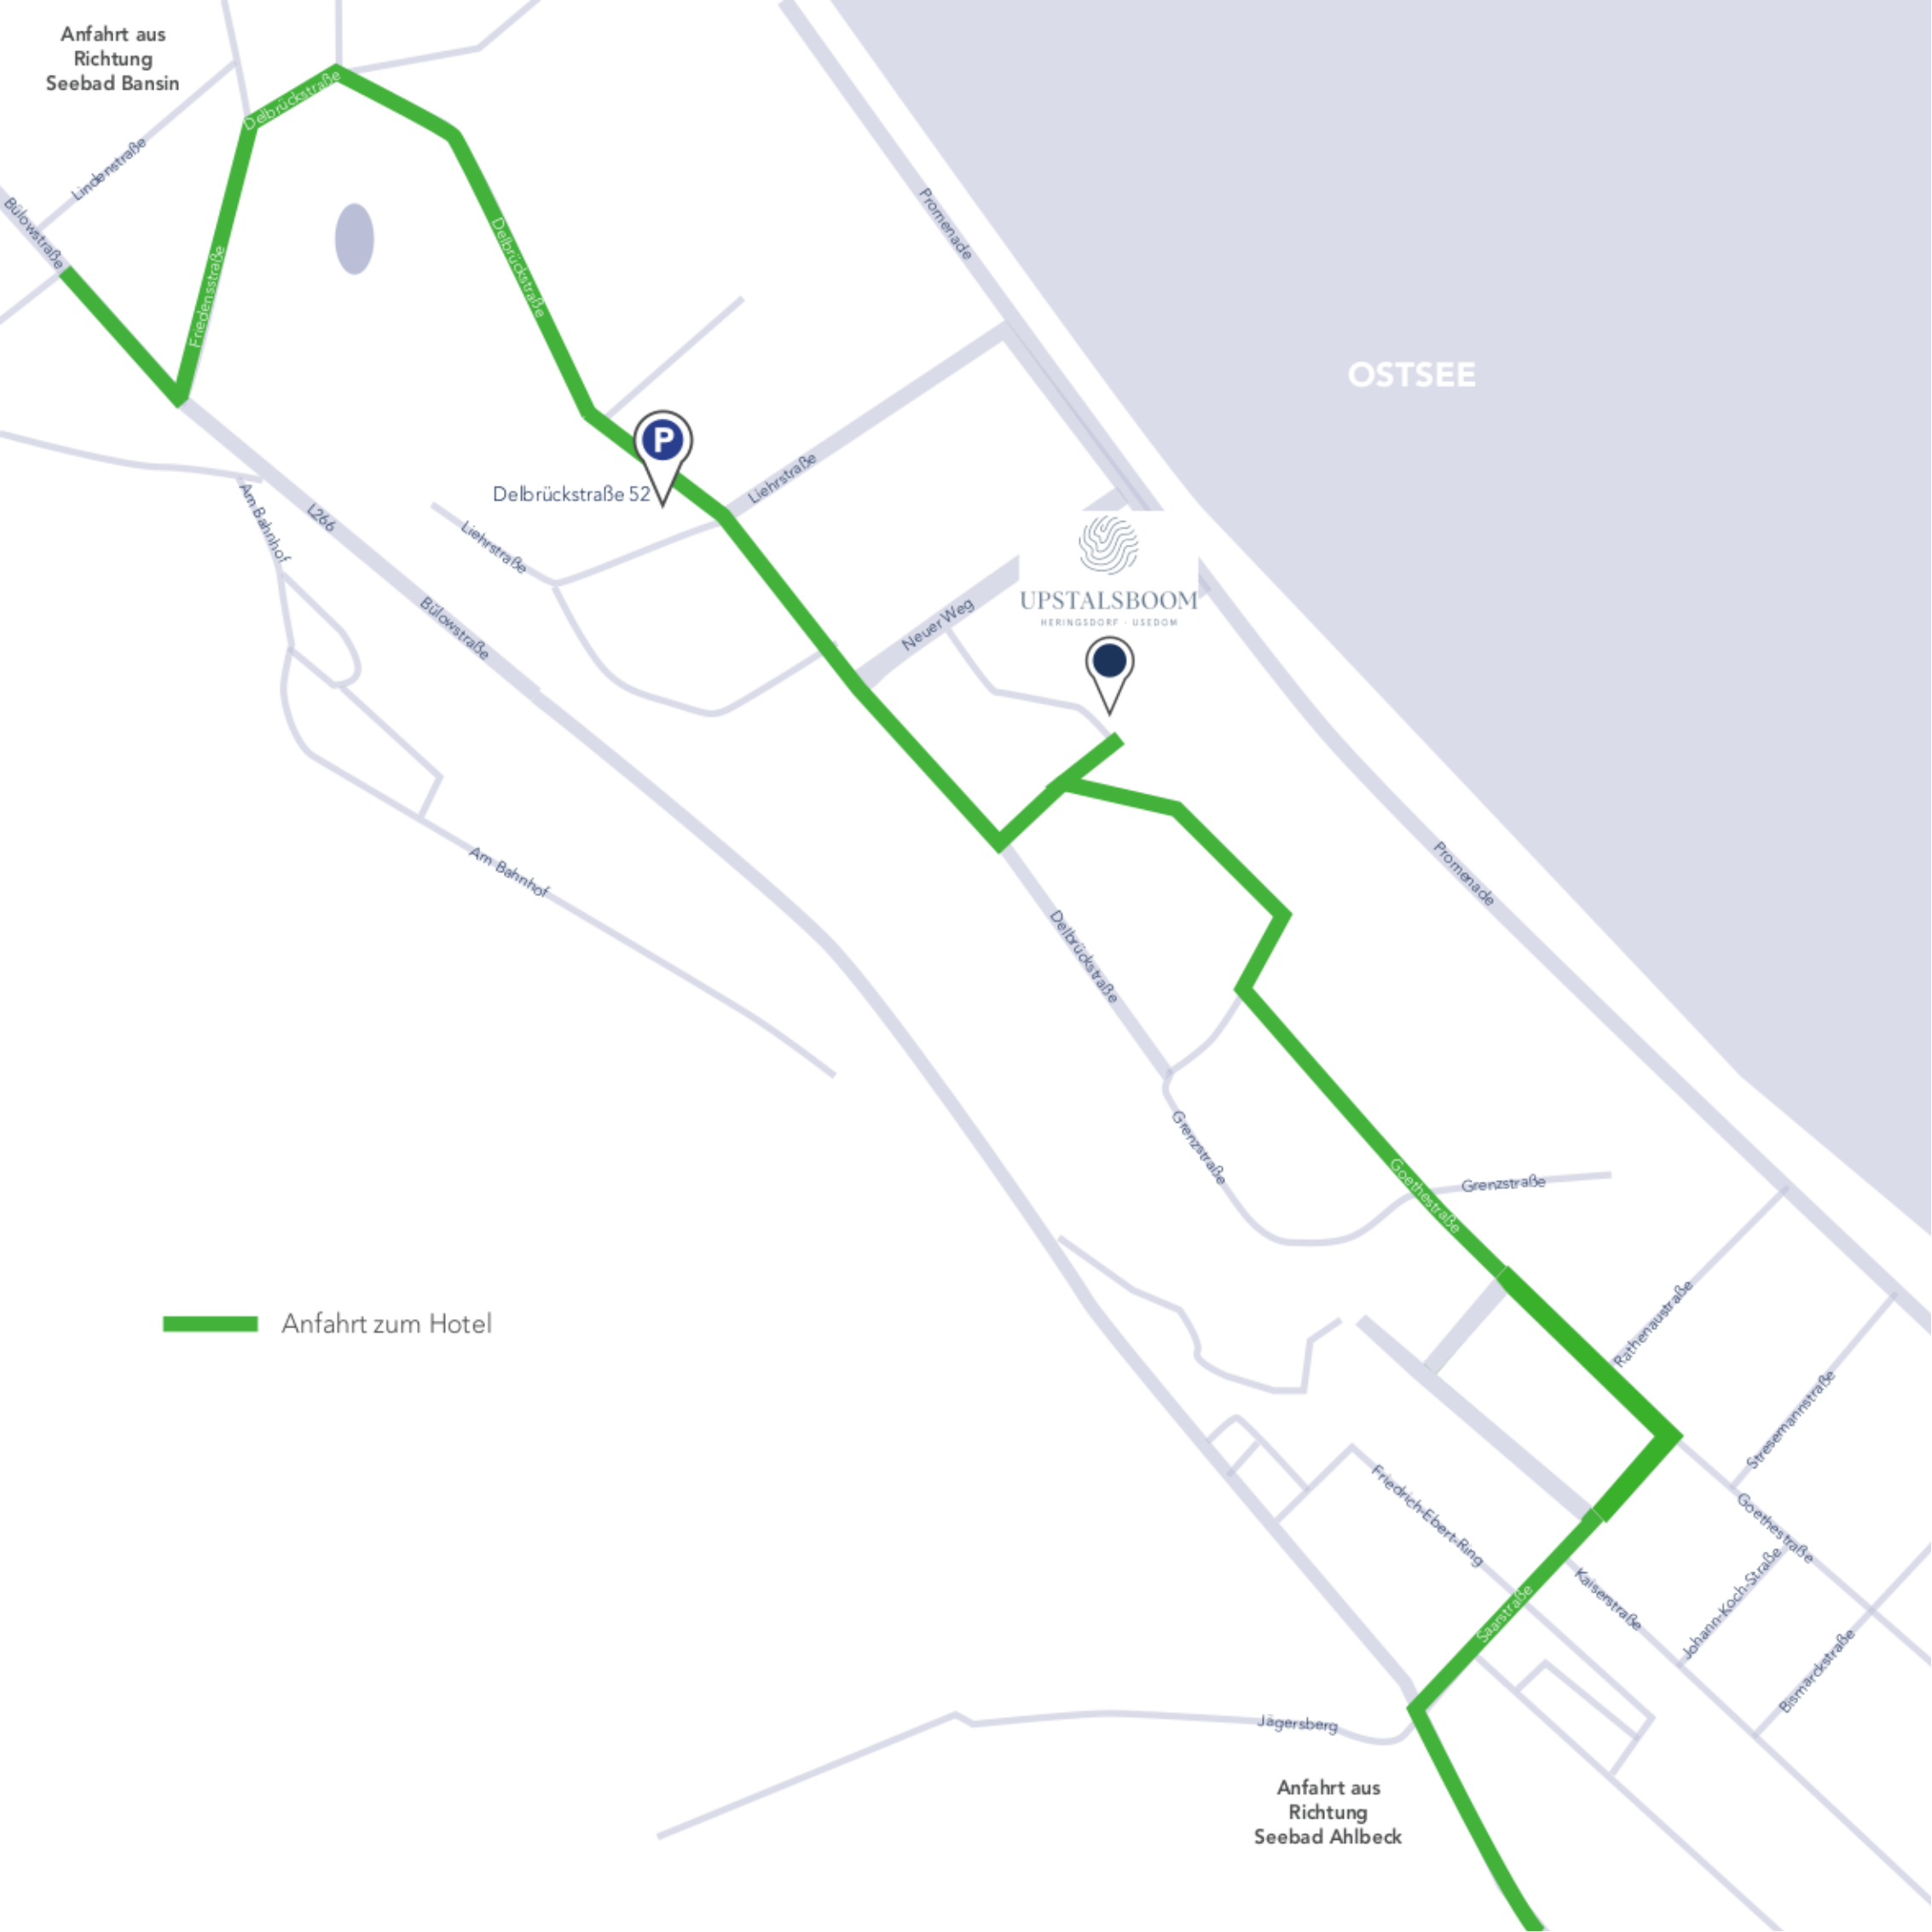 Anfahrt aus
Richtung
Seebad Bansin
Delbrückstraße
Lindenstraße
Bülowstraße
Friedensstraße
Delbrückstraße
Promenade
OSTSEE
P
Delbrückstraße 52
Liehrstraße
Am Bahnhof
L266
Liehrstraße
Bülowstraße
Neuer Weg
UPSTALSBOOM
HERINGSDORF · USEDOM
Am Bahnhof
Promenade
Delbrückstraße
Grenzstraße
Goethestraße
Grenzstraße
Anfahrt zum Hotel
Rathenaustraße
Stresemannstraße
Friedrich-Ebert-Ring
Goethestraße
Kaiserstraße
Johann-Koch-Straße
Saarstraße
Bismarckstraße
Jägersberg
Anfahrt aus
Richtung
Seebad Ahlbeck